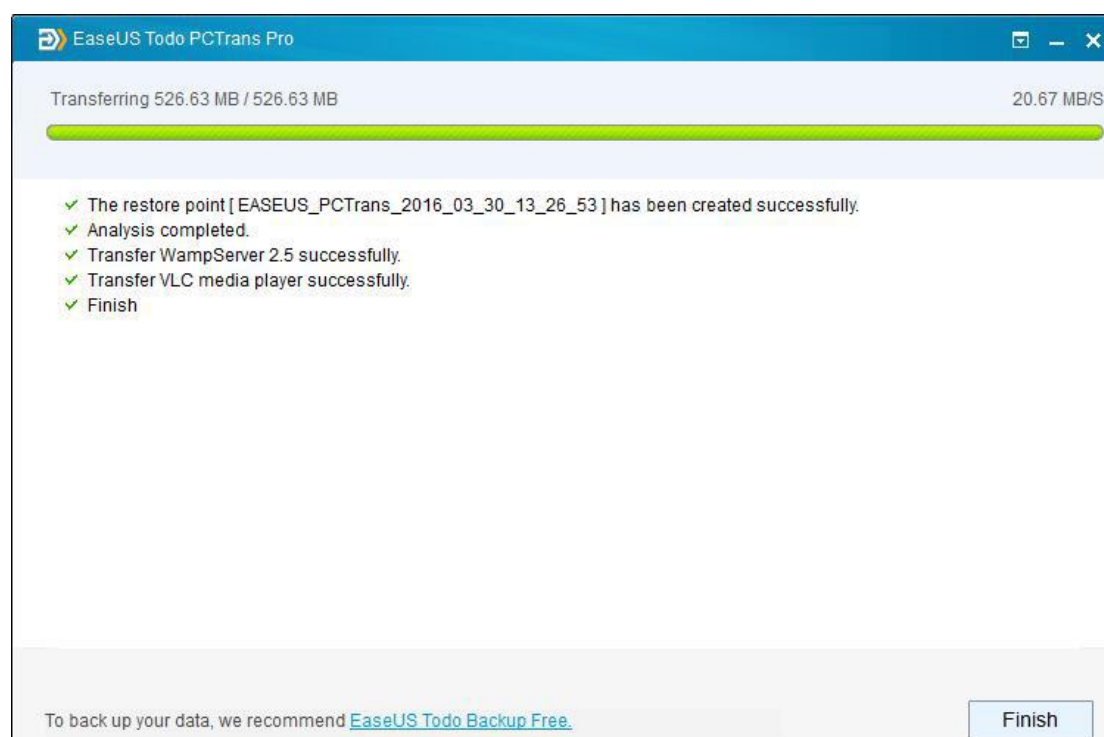 EaseUS Todo PCTrans Pro
Transferring 526.63 MB / 526.63 MB 20.67 MB/S
The restore point [ EASEUS_PCTrans_2016_03_30_13_26_53 ] has been created successfully.
Analysis completed.
Transfer WampServer 2.5 successfully.
Transfer VLC media player successfully.
Finish
To back up your data, we recommend EaseUS Todo Backup Free. Finish